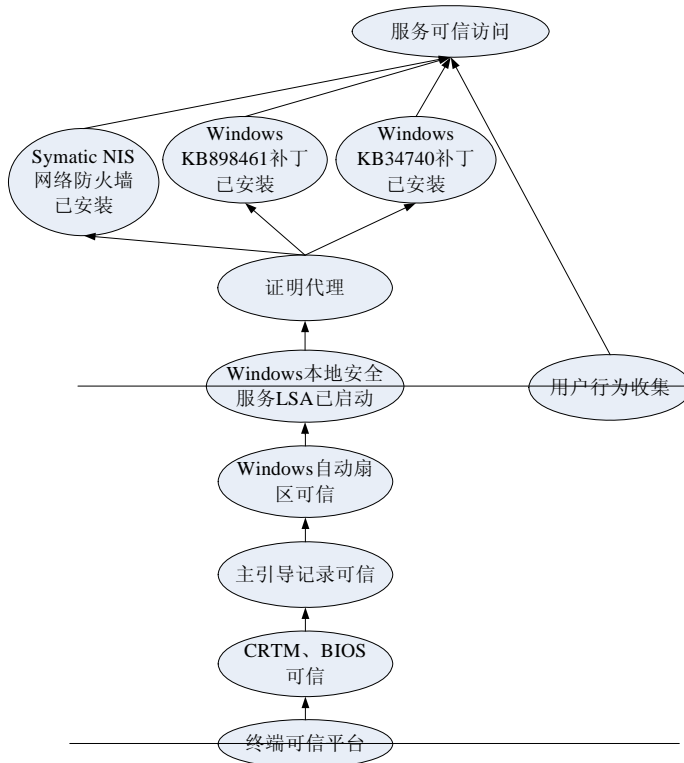 服务可信访问
Symatic NIS
网络防火墙
已安装
Windows
KB898461补丁
已安装
Windows
KB34740补丁
已安装
证明代理
Windows本地安全
服务LSA已启动
用户行为收集
Windows自动扇
区可信
主引导记录可信
CRTM、BIOS
可信
终端可信平台